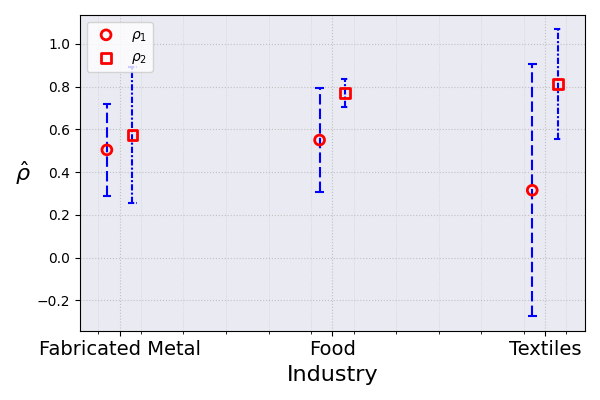 ρ₁
ρ₂
1.0
0.8
0.6
0.4
0.2
0.0
−0.2
ρ̂
Fabricated Metal
Food
Textiles
Industry